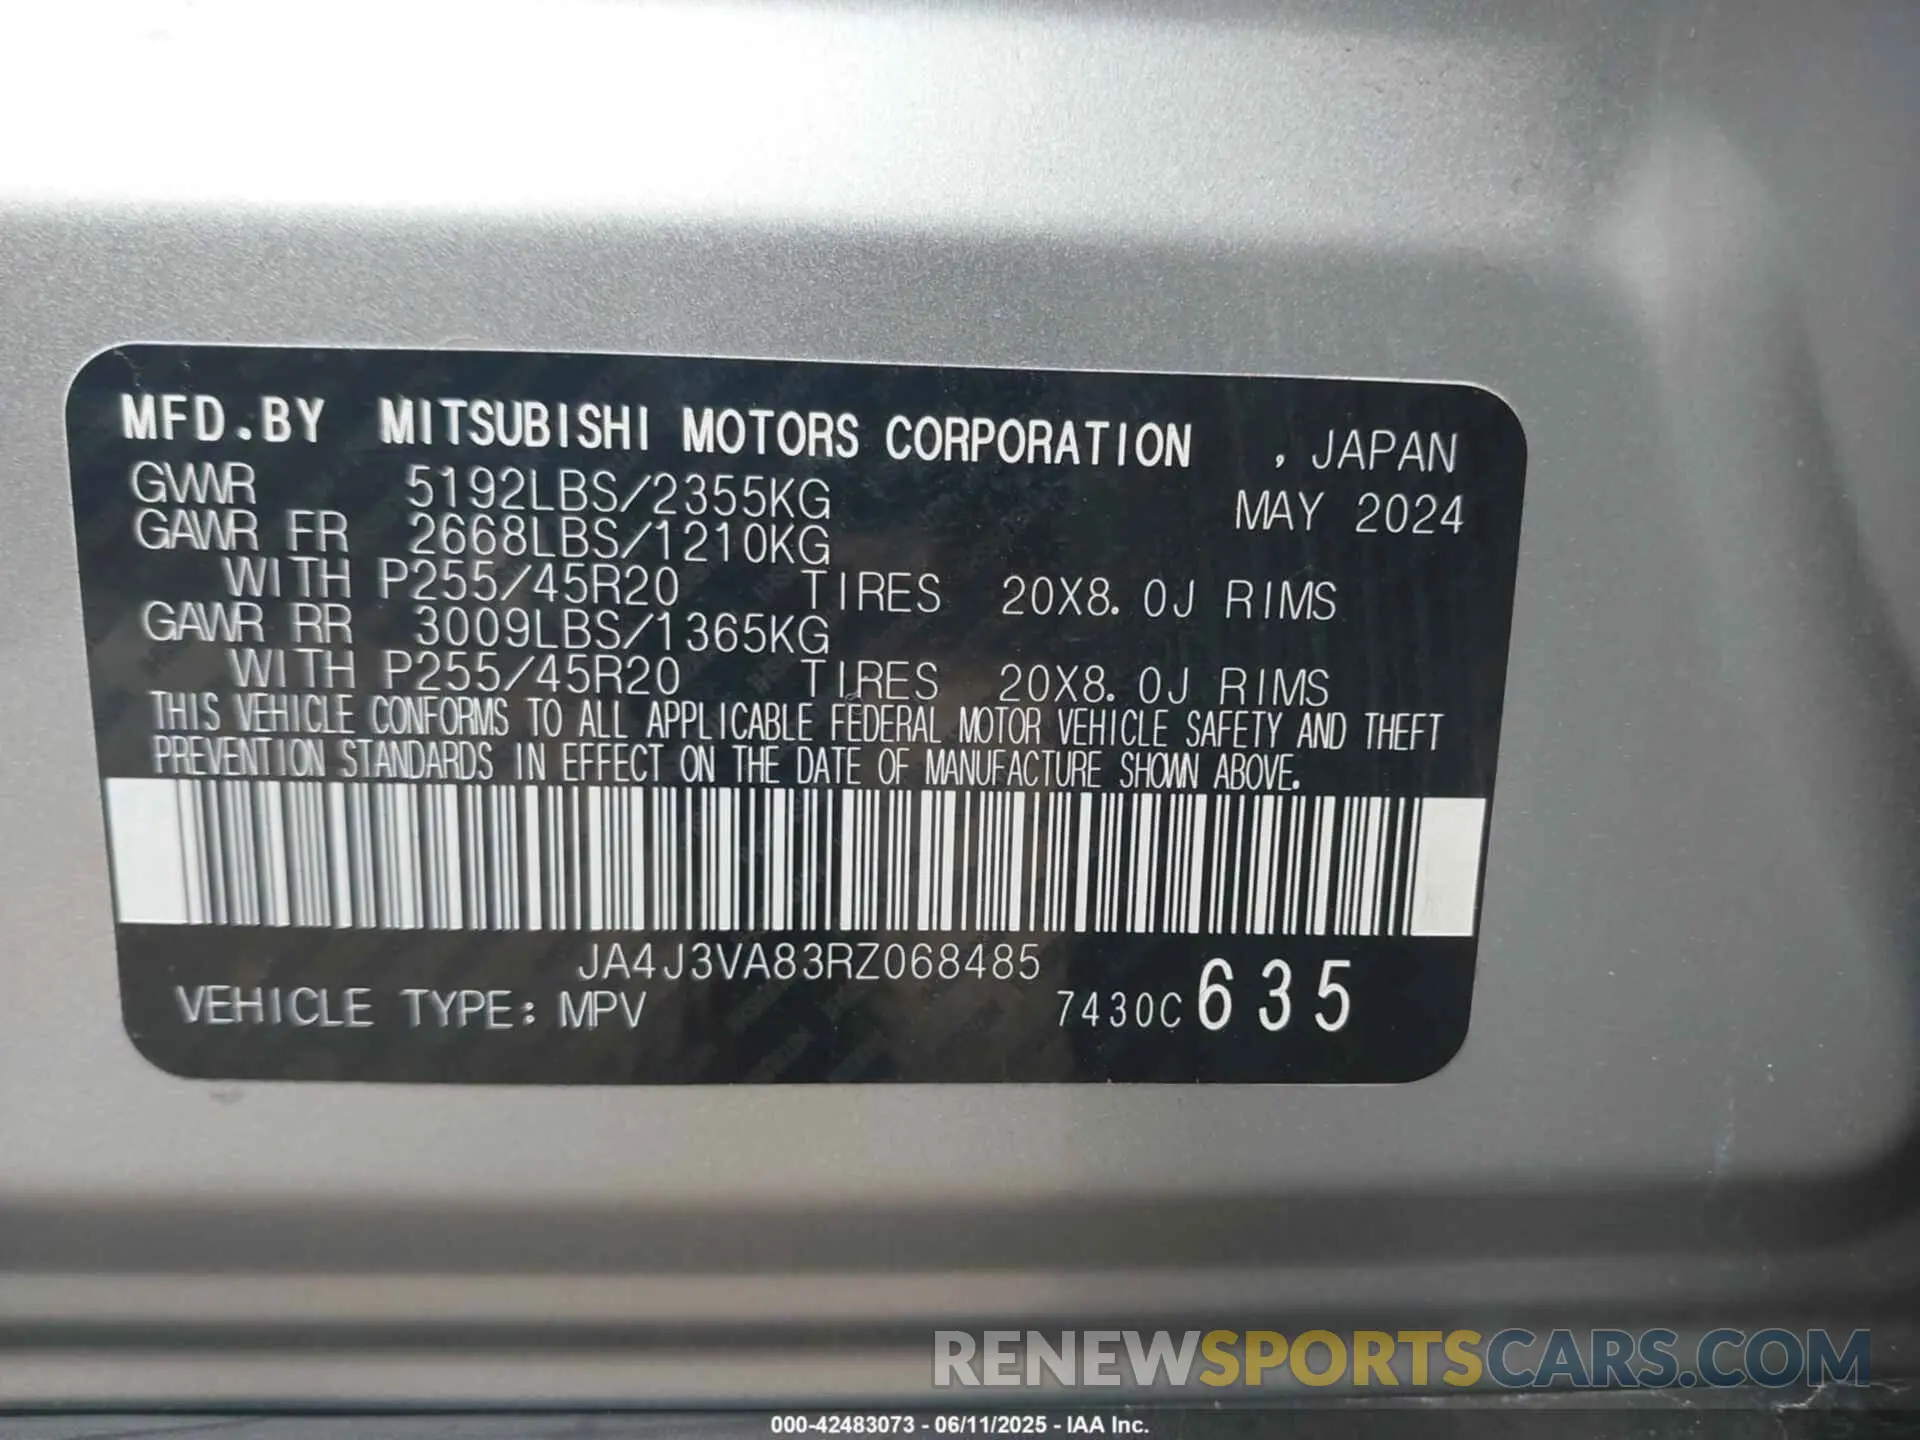 MFD.BY MITSUBISHI MOTORS CORPORATION , JAPAN
GVWR 5192LBS/2355KG MAY 2024
GAWR FR 2668LBS/1210KG
WITH P255/45R20 TIRES 20X8.0J RIMS
GAWR RR 3009LBS/1365KG
WITH P255/45R20 TIRES 20X8.0J RIMS
THIS VEHICLE CONFORMS TO ALL APPLICABLE FEDERAL MOTOR VEHICLE SAFETY AND THEFT
PREVENTION STANDARDS IN EFFECT ON THE DATE OF MANUFACTURE SHOWN ABOVE.
JA4J3VA83RZ068485
VEHICLE TYPE: MPV 7430C 635
RENEWSPORTSCARS.COM
000-42483073 - 06/11/2025 - IAA Inc.